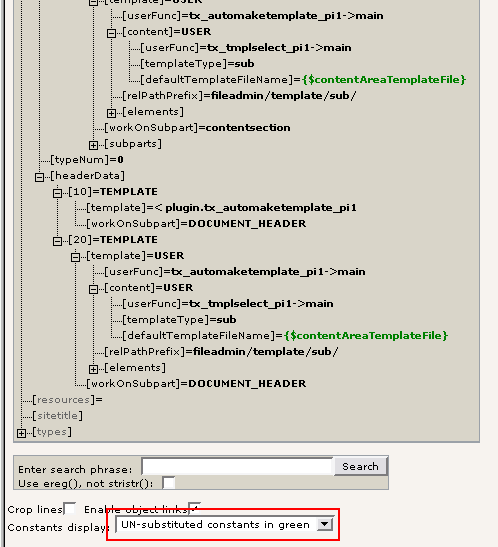 [template]=USER
[userFunc]=tx_automaketemplate_pi1->main
[content]=USER
[userFunc]=tx_tmplselect_pi1->main
[templateType]=sub
[defaultTemplateFileName]={$contentAreaTemplateFile}
[relPathPrefix]=fileadmin/template/sub/
[elements]
[workOnSubpart]=contentsection
[subparts]
[typeNum]=0
[headerData]
[10]=TEMPLATE
[template]=< plugin.tx_automaketemplate_pi1
[workOnSubpart]=DOCUMENT_HEADER
[20]=TEMPLATE
[template]=USER
[userFunc]=tx_automaketemplate_pi1->main
[content]=USER
[userFunc]=tx_tmplselect_pi1->main
[templateType]=sub
[defaultTemplateFileName]={$contentAreaTemplateFile}
[relPathPrefix]=fileadmin/template/sub/
[elements]
[workOnSubpart]=DOCUMENT_HEADER
[resources]=
[sitetitle]
[types]
Enter search phrase: Search
Use ereg(), not stristr():
Crop lines Enable object links
Constants display: UN-substituted constants in green